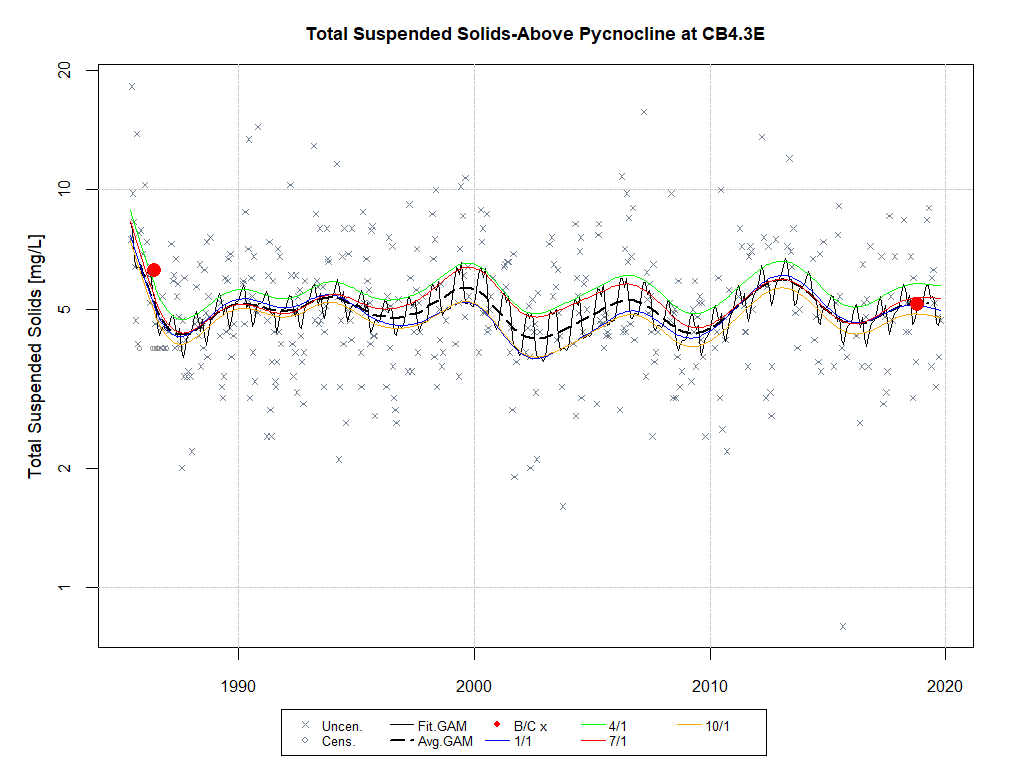 Total Suspended Solids-Above Pycnocline at CB4.3E
Total Suspended Solids [mg/L]
20
10
5
2
1
1990 2000 2010 2020
Uncen. Fit.GAM B/C x 4/1 10/1
Cens. Avg.GAM 1/1 7/1